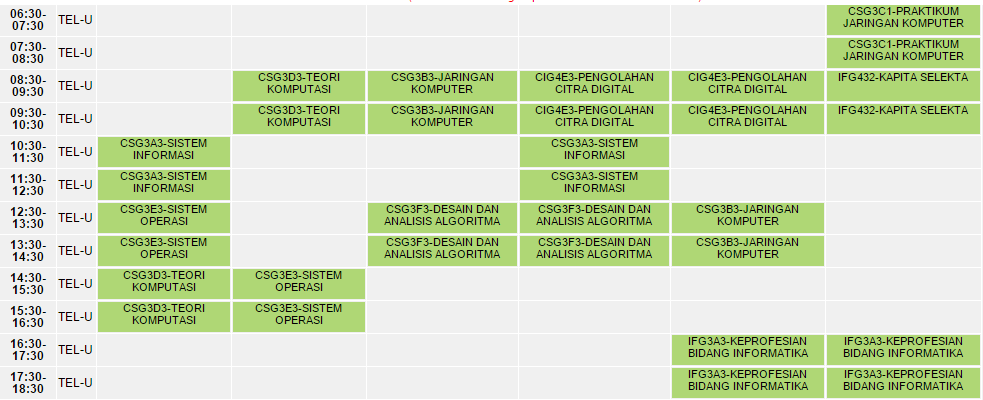 06:30-
07:30
TEL-U
CSG3C1-PRAKTIKUM
JARINGAN KOMPUTER
07:30-
08:30
TEL-U
CSG3C1-PRAKTIKUM
JARINGAN KOMPUTER
08:30-
09:30
TEL-U
CSG3D3-TEORI
KOMPUTASI
CSG3B3-JARINGAN
KOMPUTER
CIG4E3-PENGOLAHAN
CITRA DIGITAL
CIG4E3-PENGOLAHAN
CITRA DIGITAL
IFG432-KAPITA SELEKTA
09:30-
10:30
TEL-U
CSG3D3-TEORI
KOMPUTASI
CSG3B3-JARINGAN
KOMPUTER
CIG4E3-PENGOLAHAN
CITRA DIGITAL
CIG4E3-PENGOLAHAN
CITRA DIGITAL
IFG432-KAPITA SELEKTA
10:30-
11:30
TEL-U
CSG3A3-SISTEM
INFORMASI
CSG3A3-SISTEM
INFORMASI
11:30-
12:30
TEL-U
CSG3A3-SISTEM
INFORMASI
CSG3A3-SISTEM
INFORMASI
12:30-
13:30
TEL-U
CSG3E3-SISTEM
OPERASI
CSG3F3-DESAIN DAN
ANALISIS ALGORITMA
CSG3F3-DESAIN DAN
ANALISIS ALGORITMA
CSG3B3-JARINGAN
KOMPUTER
13:30-
14:30
TEL-U
CSG3E3-SISTEM
OPERASI
CSG3F3-DESAIN DAN
ANALISIS ALGORITMA
CSG3F3-DESAIN DAN
ANALISIS ALGORITMA
CSG3B3-JARINGAN
KOMPUTER
14:30-
15:30
TEL-U
CSG3D3-TEORI
KOMPUTASI
CSG3E3-SISTEM
OPERASI
15:30-
16:30
TEL-U
CSG3D3-TEORI
KOMPUTASI
CSG3E3-SISTEM
OPERASI
16:30-
17:30
TEL-U
IFG3A3-KEPROFESIAN
BIDANG INFORMATIKA
IFG3A3-KEPROFESIAN
BIDANG INFORMATIKA
17:30-
18:30
TEL-U
IFG3A3-KEPROFESIAN
BIDANG INFORMATIKA
IFG3A3-KEPROFESIAN
BIDANG INFORMATIKA